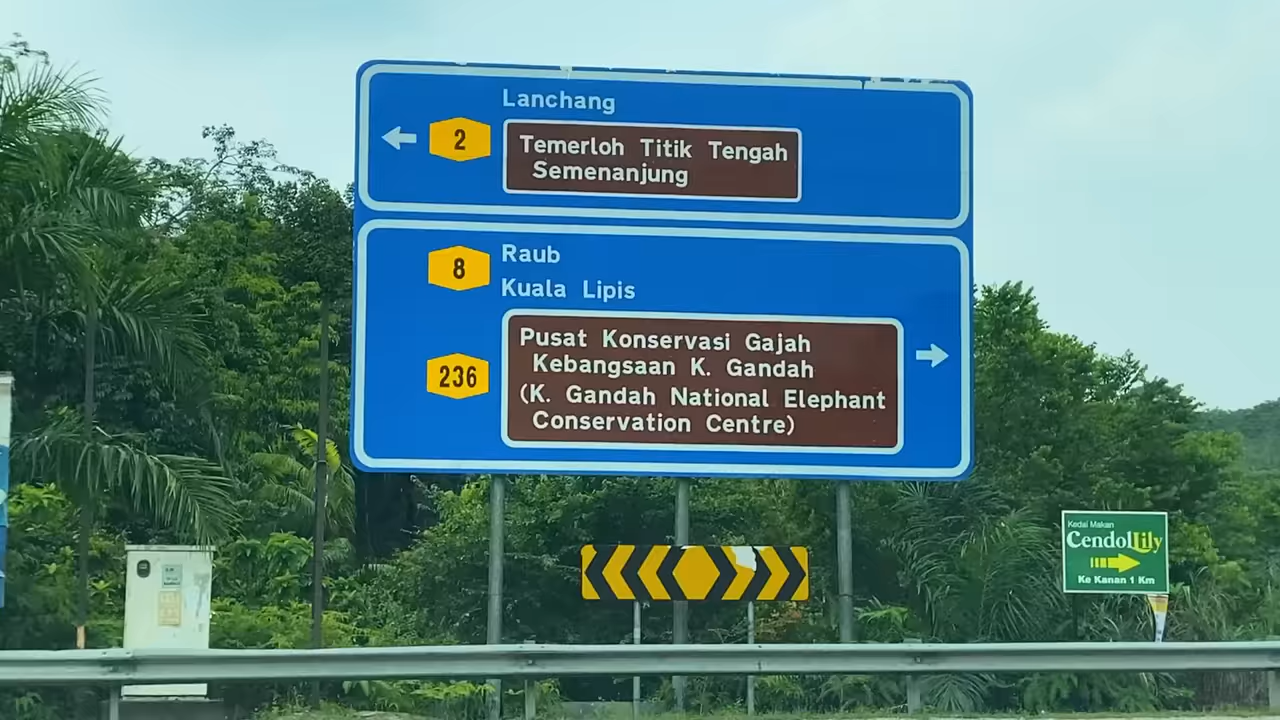 Lanchang
2
Temerloh Titik Tengah
Semenanjung
8
Raub
Kuala Lipis
236
Pusat Konservasi Gajah
Kebangsaan K. Gandah
(K. Gandah National Elephant
Conservation Centre)
Kedai Makan
CendolLily
Ke Kanan 1 Km